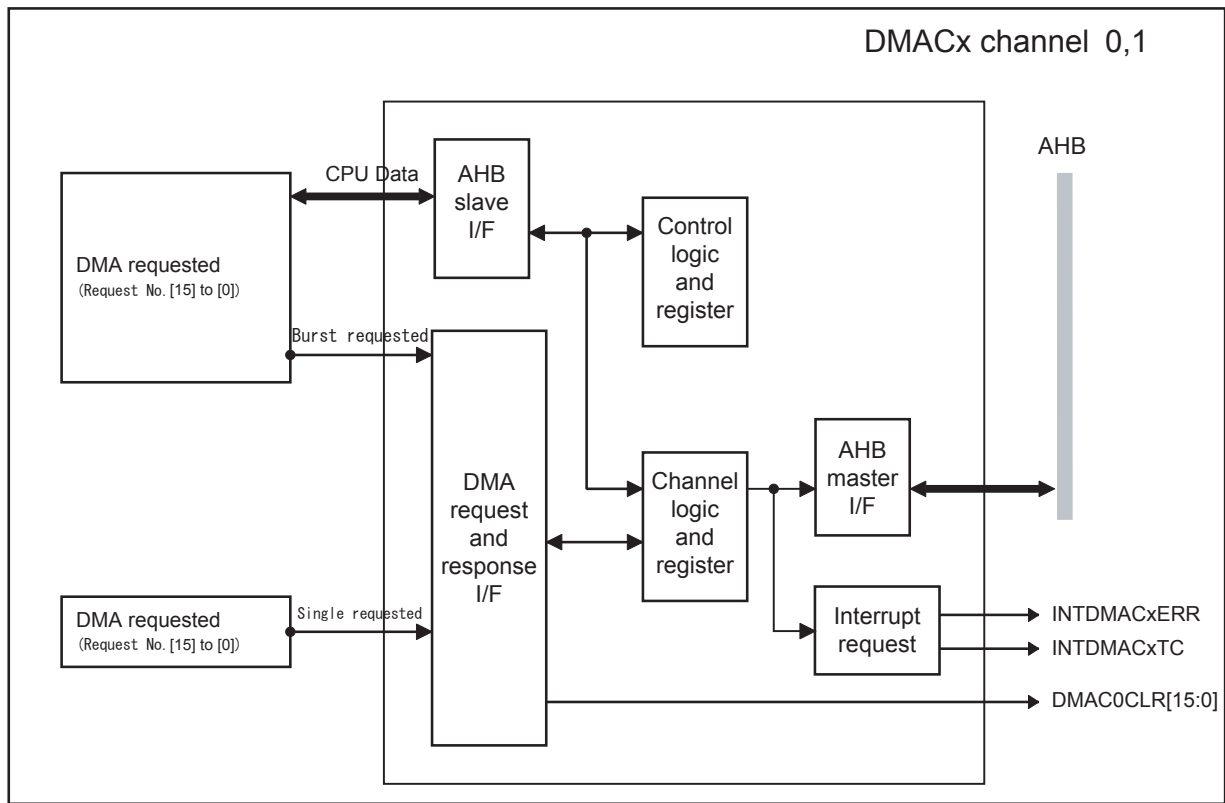 DMACx channel 0,1
AHB
CPU Data
AHB
slave
I/F
Control
logic
and
register
DMA requested
(Request No. [15] to [0])
Burst requested
DMA
request
and
response
I/F
Channel
logic
and
register
AHB
master
I/F
DMA requested
(Request No. [15] to [0])
Single requested
Interrupt
request
INTDMACxERR
INTDMACxTC
DMAC0CLR[15:0]